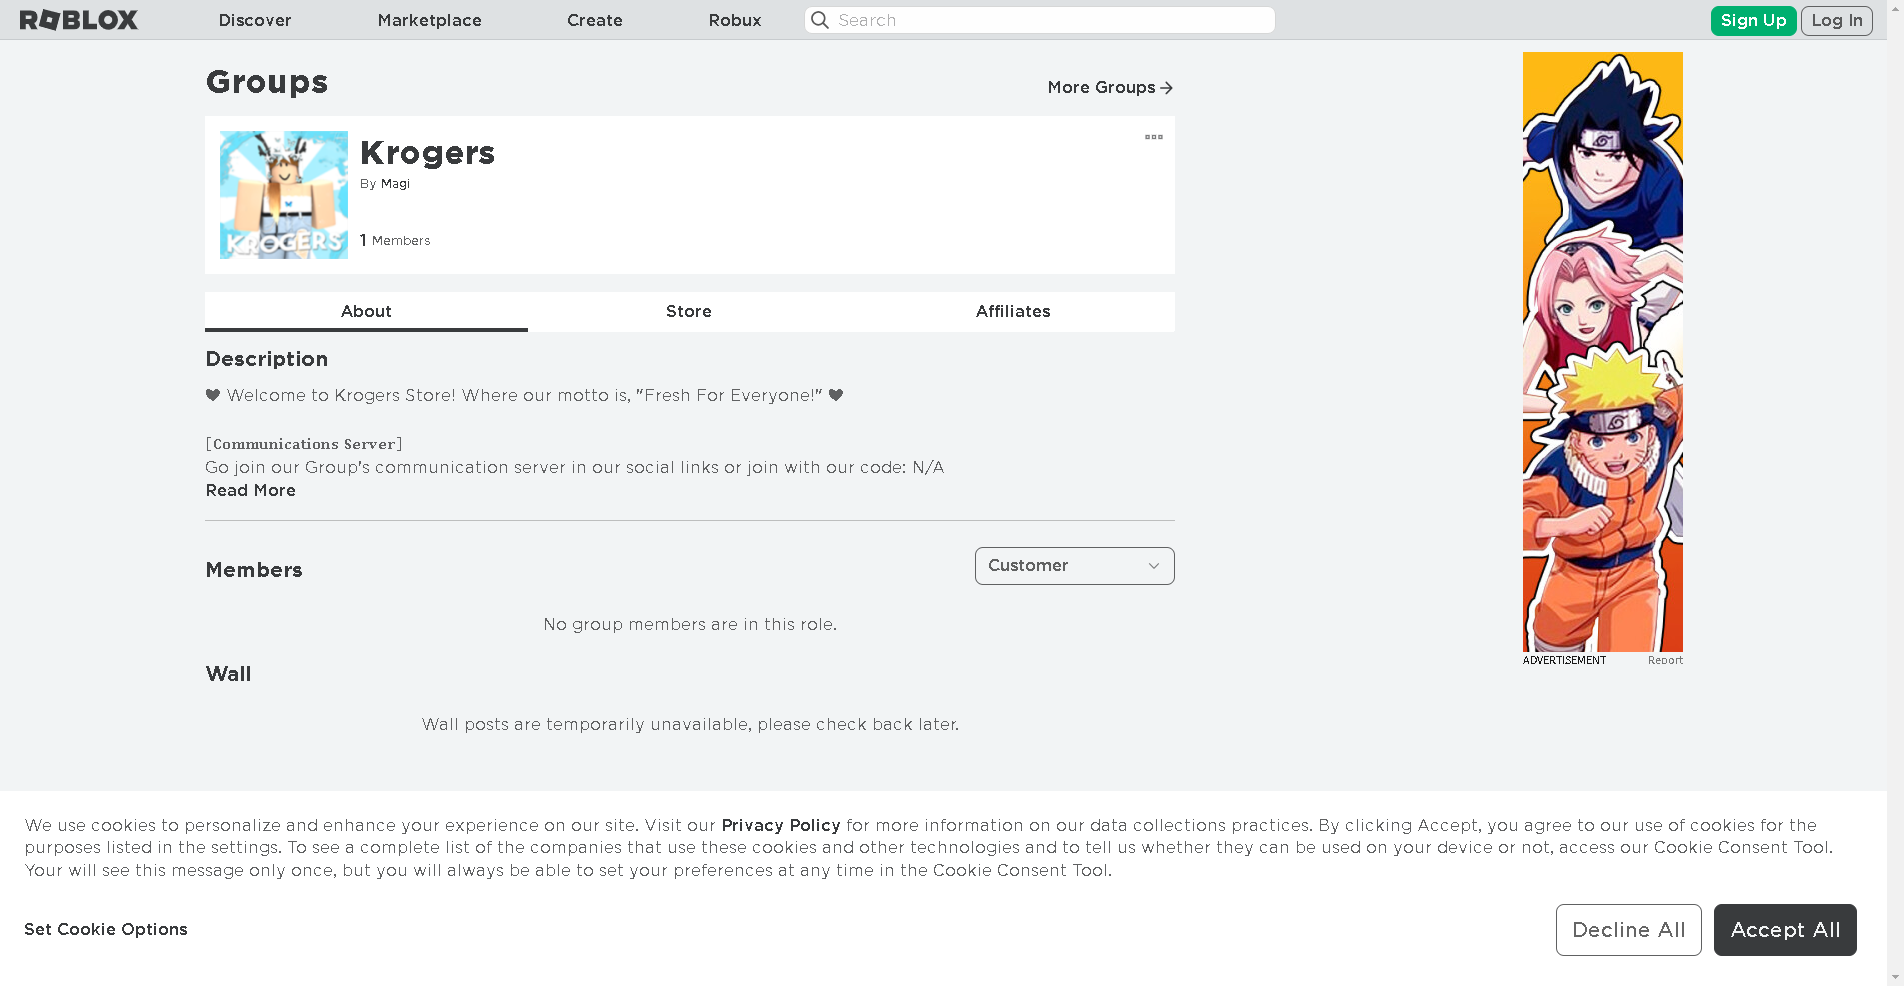 ROBLOX Discover Marketplace Create Robux Search Sign Up Log In
Groups
More Groups
KROGERS
Krogers
By Magi
1 Members
About Store Affiliates
Description
♥ Welcome to Krogers Store! Where our motto is, "Fresh For Everyone!" ♥
[Communications Server]
Go join our Group's communication server in our social links or join with our code: N/A
Read More
Members
Customer
No group members are in this role.
Wall
Wall posts are temporarily unavailable, please check back later.
ADVERTISEMENT Report
We use cookies to personalize and enhance your experience on our site. Visit our Privacy Policy for more information on our data collections practices. By clicking Accept, you agree to our use of cookies for the
purposes listed in the settings. To see a complete list of the companies that use these cookies and other technologies and to tell us whether they can be used on your device or not, access our Cookie Consent Tool.
Your will see this message only once, but you will always be able to set your preferences at any time in the Cookie Consent Tool.
Set Cookie Options
Decline All
Accept All